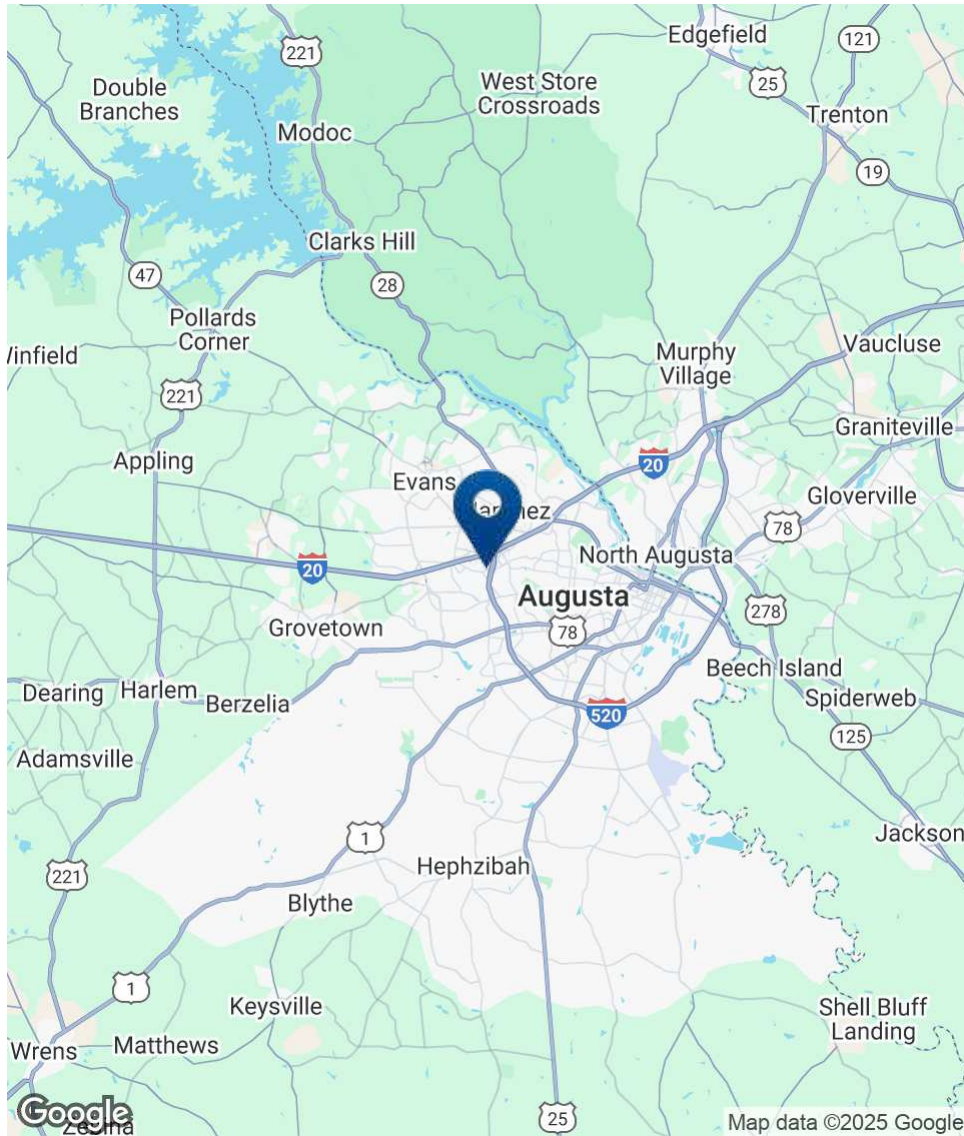 Edgefield
121
221
25
West Store
Crossroads
Double
Branches
Trenton
Modoc
19
Clarks Hill
47
28
Pollards
Corner
Vaucluse
Murphy
Village
Winfield
221
Graniteville
Appling
20
Evans
Gloverville
78
North Augusta
20
Augusta
278
Grovetown
78
Beech Island
Dearing
Harlem
Berzelia
Spiderweb
520
125
Adamsville
1
Jackson
Hephzibah
221
Blythe
1
Keysville
Shell Bluff
Landing
Wrens
Matthews
Google
25
Map data ©2025 Google